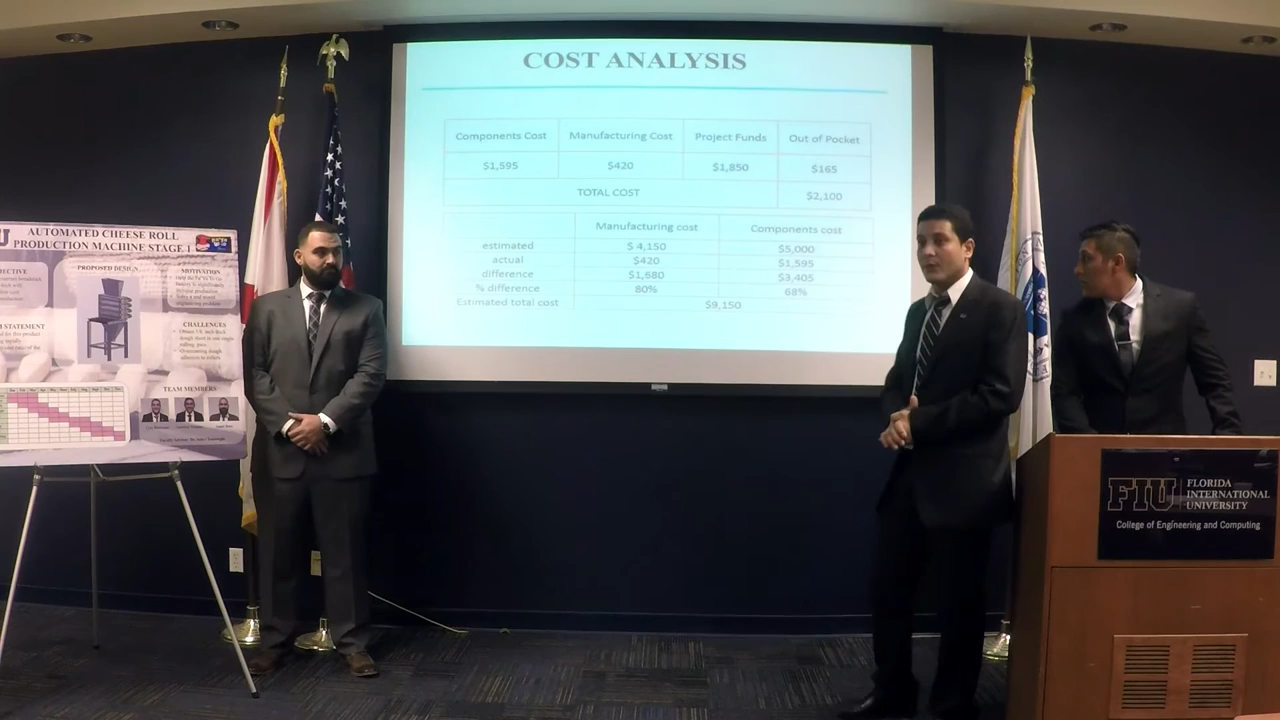 COST ANALYSIS
Components Cost Manufacturing Cost Project Funds Out of Pocket
$1,595 $420 $1,850 $165
TOTAL COST $2,100
Manufacturing cost Components cost
estimated $ 4,150 $5,000
actual $420 $1,595
difference $1,680 $3,405
% difference 80% 68%
Estimated total cost $9,150
AUTOMATED CHEESE ROLL
PRODUCTION MACHINE STAGE 1
PROPOSED DESIGN
MOTIVATION
CHALLENGES
TEAM MEMBERS
FIU FLORIDA
INTERNATIONAL
UNIVERSITY
College of Engineering and Computing